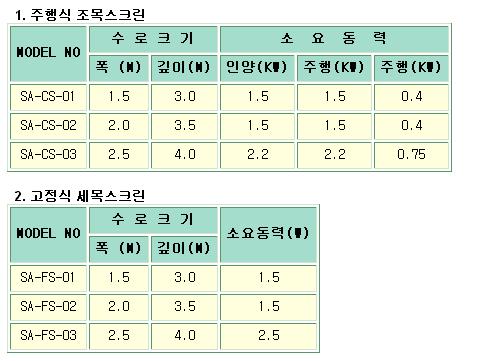 1. 주행식 조목스크린
MODEL NO 수 로 크 기 소 요 동 력
폭 (M) 깊이(M) 인양(KW) 주행(KW) 주행(KW)
SA-CS-01 1.5 3.0 1.5 1.5 0.4
SA-CS-02 2.0 3.5 1.5 1.5 0.4
SA-CS-03 2.5 4.0 2.2 2.2 0.75
2. 고정식 세목스크린
MODEL NO 수 로 크 기 소요동력(W)
폭 (M) 깊이(M)
SA-FS-01 1.5 3.0 1.5
SA-FS-02 2.0 3.5 1.5
SA-FS-03 2.5 4.0 2.5